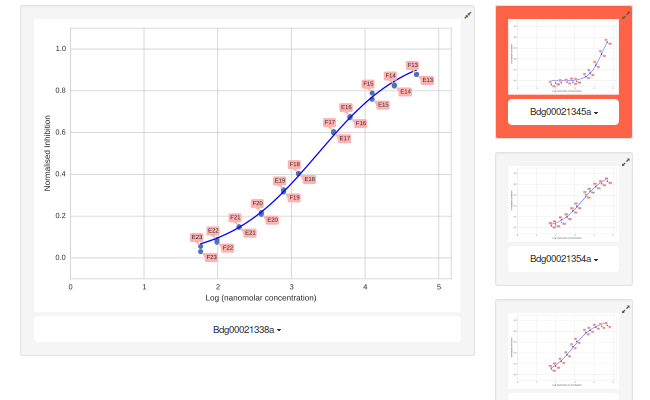 1.0
0.8
0.6
0.4
0.2
0.0
Normalised Inhibition
F13
E13
F14
E14
F15
E15
E16
F16
F17
E17
F18
E18
E19
F19
F20
E20
F21
E21
E22
F22
E23
F23
0 1 2 3 4 5
Log (nanomolar concentration)
Bdg00021338a
Bdg00021345a
Bdg00021354a